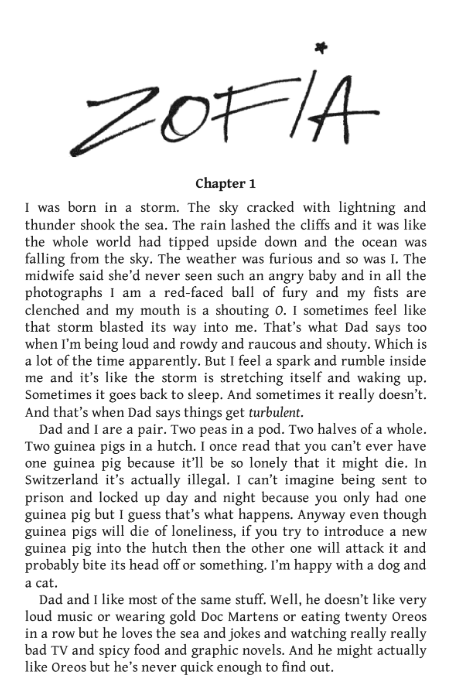 ZOFIA
Chapter 1
I was born in a storm. The sky cracked with lightning and
thunder shook the sea. The rain lashed the cliffs and it was like
the whole world had tipped upside down and the ocean was
falling from the sky. The weather was furious and so was I. The
midwife said she’d never seen such an angry baby and in all the
photographs I am a red-faced ball of fury and my fists are
clenched and my mouth is a shouting O. I sometimes feel like
that storm blasted its way into me. That’s what Dad says too
when I’m being loud and rowdy and raucous and shouty. Which is
a lot of the time apparently. But I feel a spark and rumble inside
me and it’s like the storm is stretching itself and waking up.
Sometimes it goes back to sleep. And sometimes it really doesn’t.
And that’s when Dad says things get turbulent.
Dad and I are a pair. Two peas in a pod. Two halves of a whole.
Two guinea pigs in a hutch. I once read that you can’t ever have
one guinea pig because it’ll be so lonely that it might die. In
Switzerland it’s actually illegal. I can’t imagine being sent to
prison and locked up day and night because you only had one
guinea pig but I guess that’s what happens. Anyway even though
guinea pigs will die of loneliness, if you try to introduce a new
guinea pig into the hutch then the other one will attack it and
probably bite its head off or something. I’m happy with a dog and
a cat.
Dad and I like most of the same stuff. Well, he doesn’t like very
loud music or wearing gold Doc Martens or eating twenty Oreos
in a row but he loves the sea and jokes and watching really really
bad TV and spicy food and graphic novels. And he might actually
like Oreos but he’s never quick enough to find out.